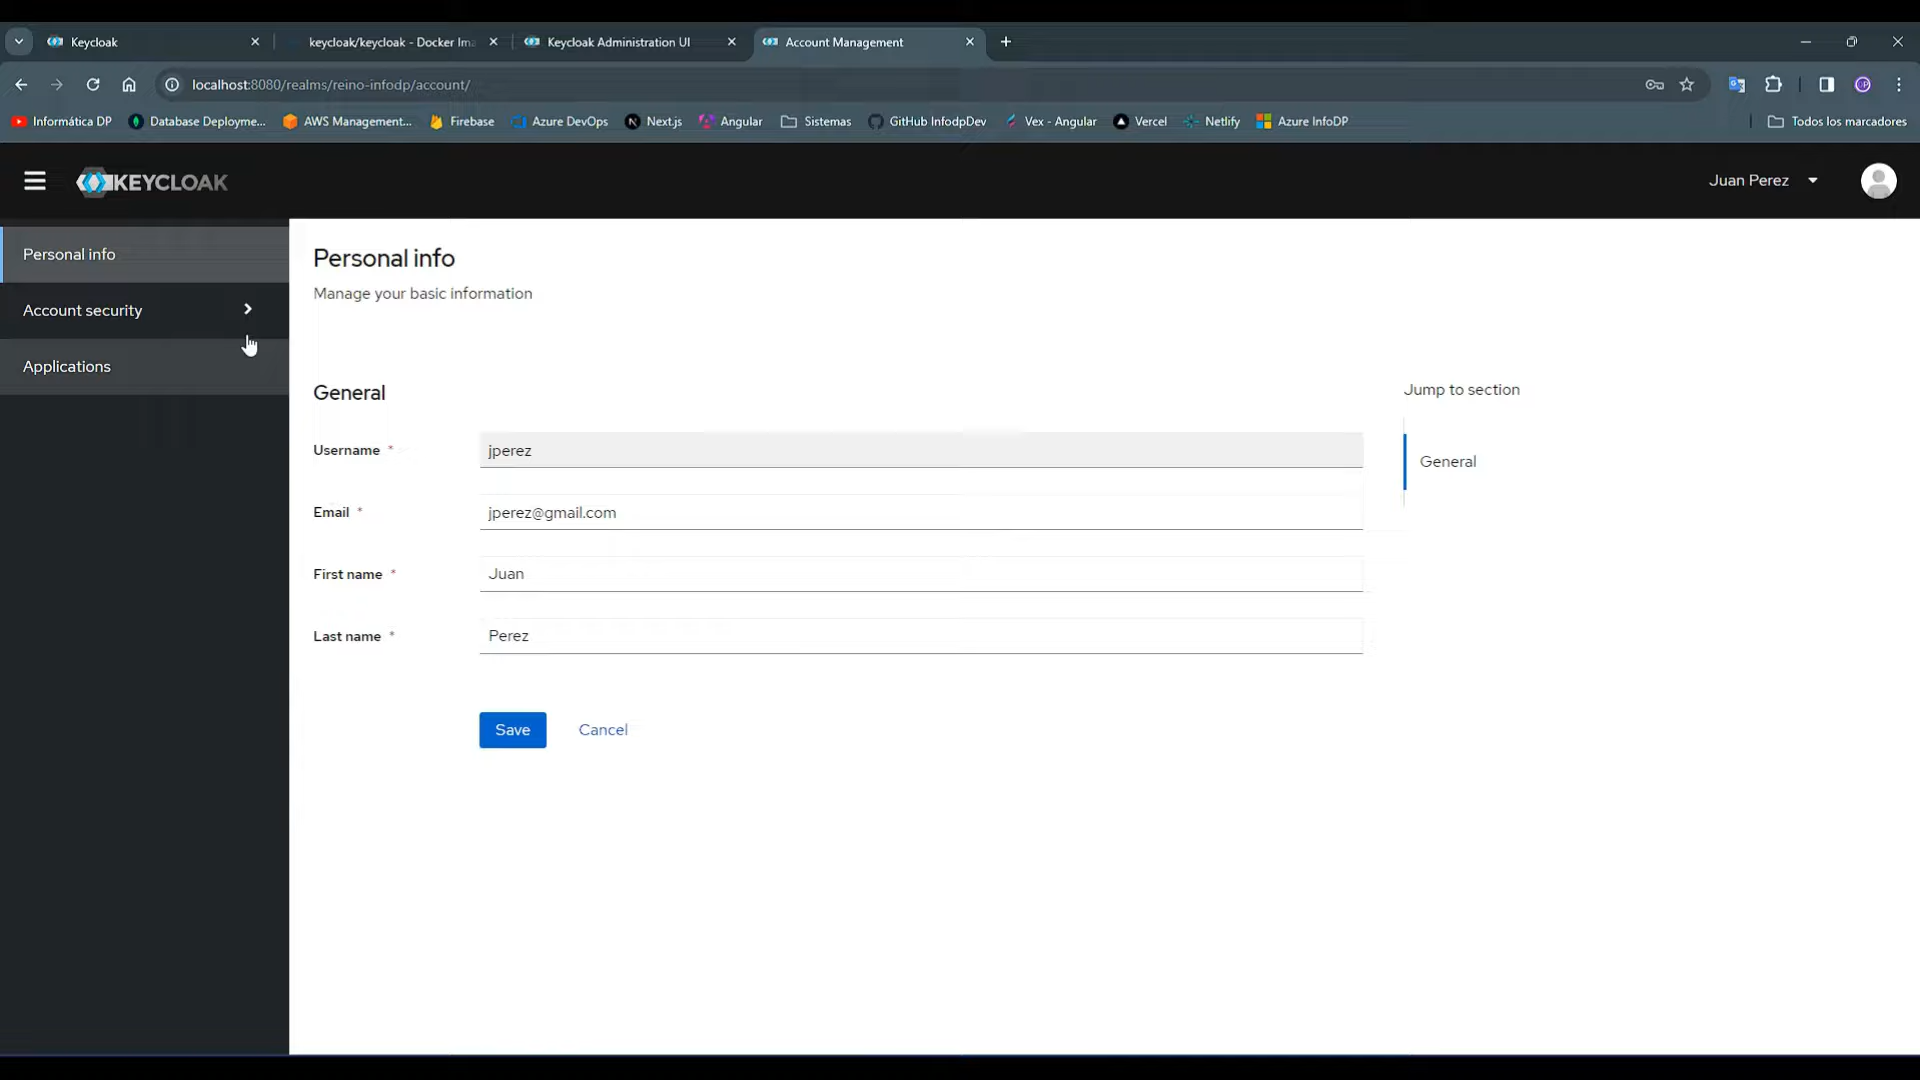 Keycloak
keycloak/keycloak - Docker Ima
Keycloak Administration UI
Account Management
localhost:8080/realms/reino-infodp/account/
Informática DP
Database Deployme...
AWS Management...
Firebase
Azure DevOps
Next.js
Angular
Sistemas
GitHub InfodpDev
Vex - Angular
Vercel
Netlify
Azure InfoDP
Todos los marcadores
KEYCLOAK
Juan Perez
Personal info
Account security
Applications
Personal info
Manage your basic information
General
Jump to section
General
Username *
jperez
Email *
jperez@gmail.com
First name *
Juan
Last name *
Perez
Save
Cancel